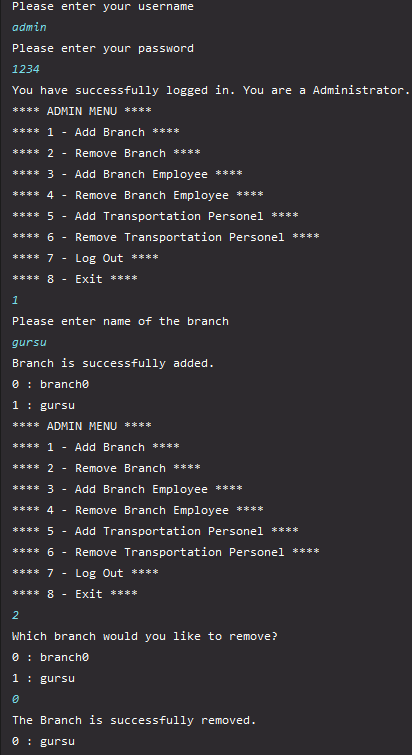 Please enter your username
admin
Please enter your password
1234
You have successfully logged in. You are a Administrator.
**** ADMIN MENU ****
**** 1 - Add Branch ****
**** 2 - Remove Branch ****
**** 3 - Add Branch Employee ****
**** 4 - Remove Branch Employee ****
**** 5 - Add Transportation Personel ****
**** 6 - Remove Transportation Personel ****
**** 7 - Log Out ****
**** 8 - Exit ****
1
Please enter name of the branch
gursu
Branch is successfully added.
0 : branch0
1 : gursu
**** ADMIN MENU ****
**** 1 - Add Branch ****
**** 2 - Remove Branch ****
**** 3 - Add Branch Employee ****
**** 4 - Remove Branch Employee ****
**** 5 - Add Transportation Personel ****
**** 6 - Remove Transportation Personel ****
**** 7 - Log Out ****
**** 8 - Exit ****
2
Which branch would you like to remove?
0 : branch0
1 : gursu
0
The Branch is successfully removed.
0 : gursu